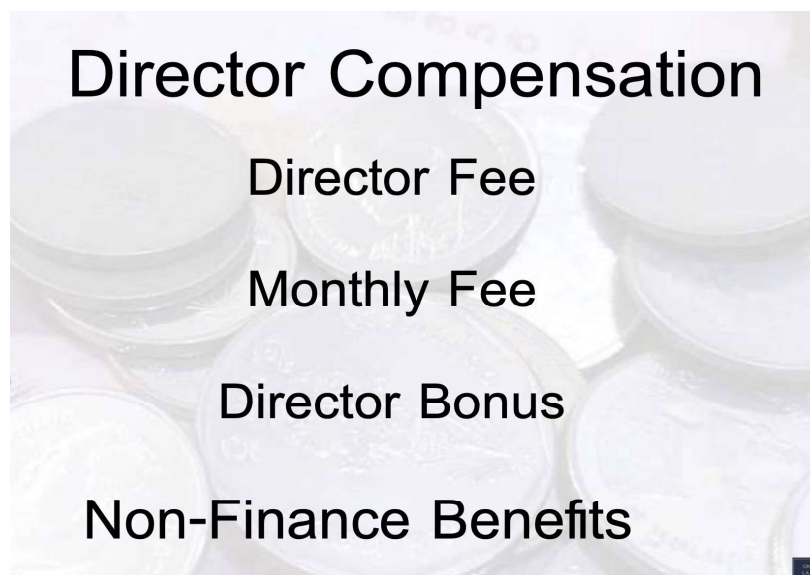 Director Compensation
Director Fee
Monthly Fee
Director Bonus
Non-Finance Benefits